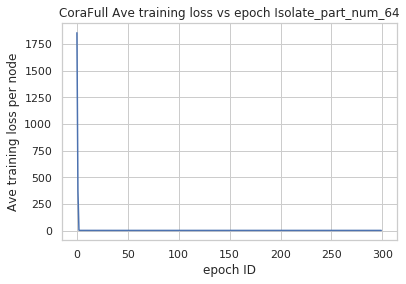 CoraFull Ave training loss vs epoch Isolate_part_num_64
Ave training loss per node
1750
1500
1250
1000
750
500
250
0
0 50 100 150 200 250 300
epoch ID